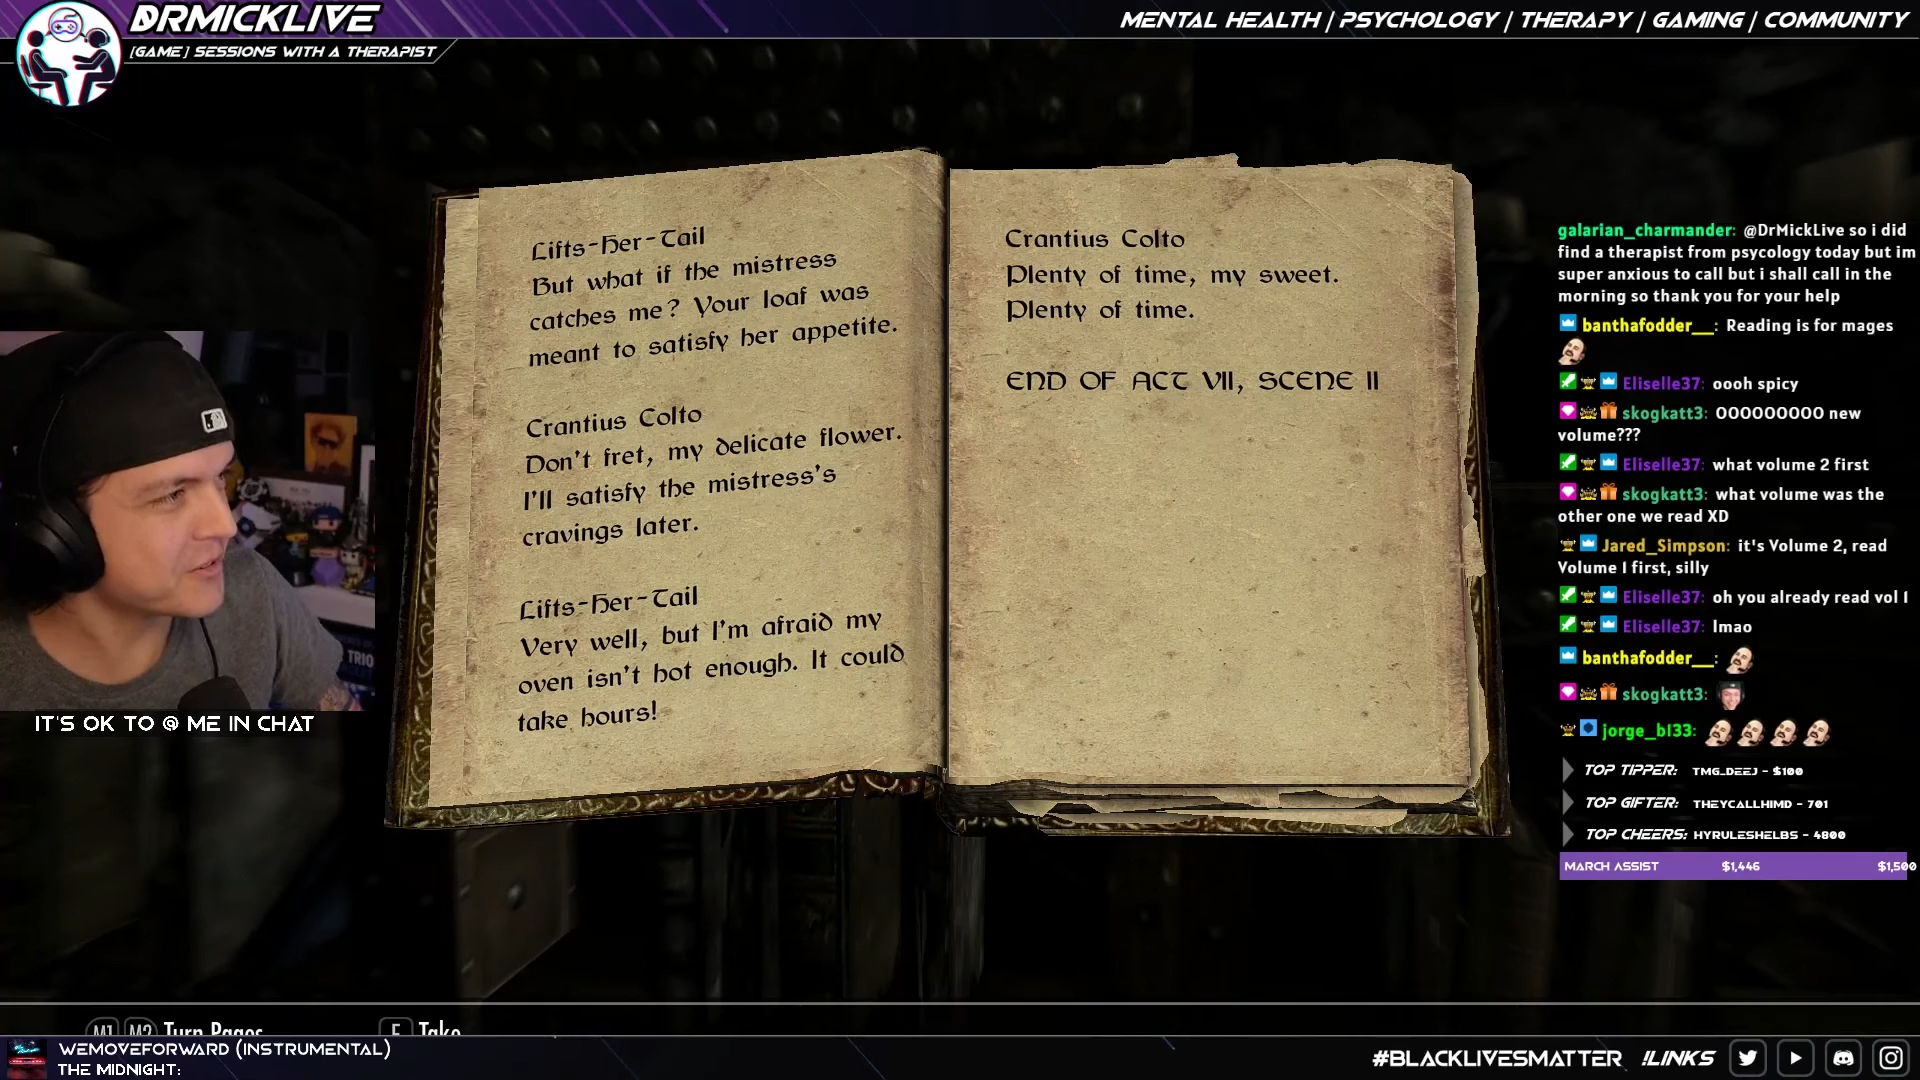 DRMICKLIVE
[GAME] SESSIONS WITH A THERAPIST
MENTAL HEALTH | PSYCHOLOGY | THERAPY | GAMING | COMMUNITY
Lifts-Her-Tail
But what if the mistress
catches me? Your loaf was
meant to satisfy her appetite.
Crantius Colto
Don't fret, my delicate flower.
I'll satisfy the mistress's
cravings later.
Lifts-Her-Tail
Very well, but I'm afraid my
oven isn't hot enough. It could
take hours!
Crantius Colto
Plenty of time, my sweet.
Plenty of time.
END OF ACT VII, SCENE II
galarian_charmander: @DrMickLive so i did
find a therapist from psycology today but im
super anxious to call but i shall call in the
morning so thank you for your help
banthafodder__: Reading is for mages
Eliselle37: oooh spicy
skogkatt3: OOOOOOOOO new
volume???
Eliselle37: what volume 2 first
skogkatt3: what volume was the
other one we read XD
Jared_Simpson: it's Volume 2, read
Volume 1 first, silly
Eliselle37: oh you already read vol 1
Eliselle37: lmao
banthafodder__:
skogkatt3:
jorge_b133:
TOP TIPPER: TMG_DEEJ - $100
TOP GIFTER: THEYCALLHIMD - 701
TOP CHEERS: HYRULESHELBS - 4800
MARCH ASSIST $1,446 $1,500
TRIO
IT'S OK TO @ ME IN CHAT
M1 M2 Turn Pages E Take
WEMOVEFORWARD (INSTRUMENTAL)
THE MIDNIGHT:
#BLACKLIVESMATTER !LINKS